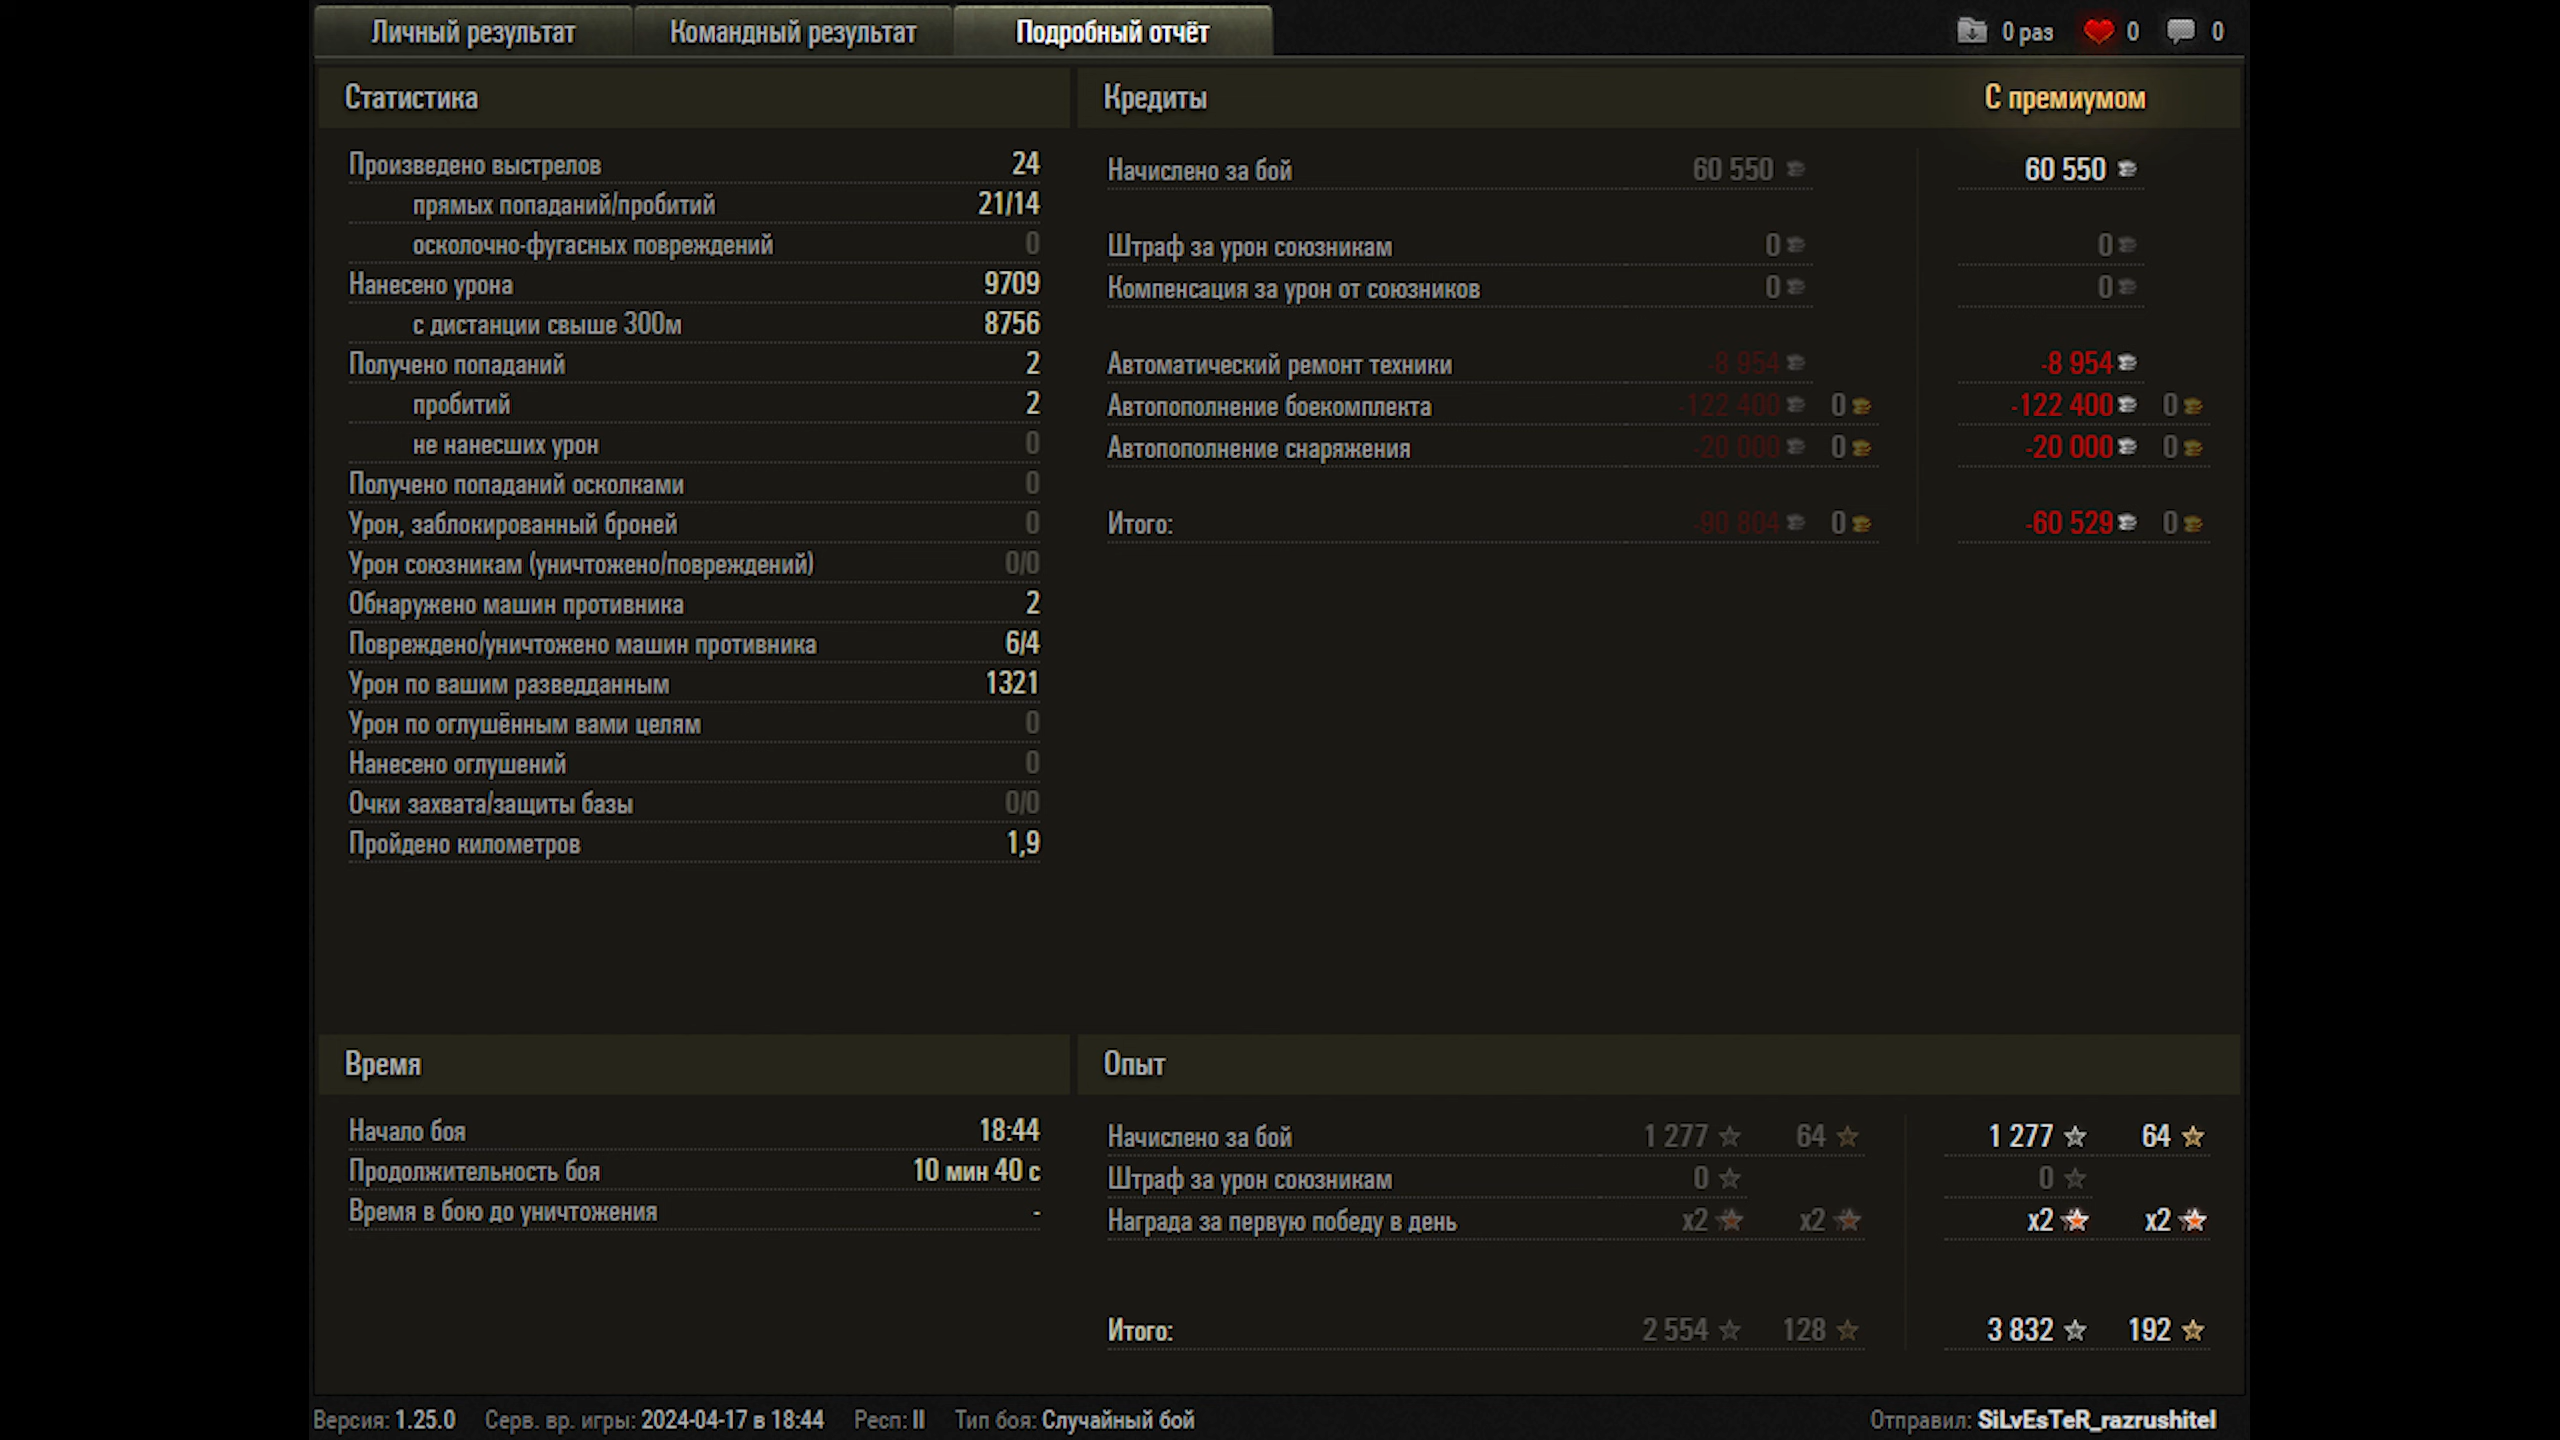 Личный результат Командный результат Подробный отчёт 0 раз 0 0
Статистика
Произведено выстрелов 24
прямых попаданий/пробитий 21/14
осколочно-фугасных повреждений 0
Нанесено урона 9709
с дистанции свыше 300м 8756
Получено попаданий 2
пробитий 2
не нанесших урон 0
Получено попаданий осколками 0
Урон, заблокированный броней 0
Урон союзникам (уничтожено/повреждений) 0/0
Обнаружено машин противника 2
Повреждено/уничтожено машин противника 6/4
Урон по вашим разведданным 1321
Урон по оглушённым вами целям 0
Нанесено оглушений 0
Очки захвата/защиты базы 0/0
Пройдено километров 1,9
Кредиты С премиумом
Начислено за бой 60 550 60 550
Штраф за урон союзникам 0 0
Компенсация за урон от союзников 0 0
Автоматический ремонт техники -8 954 -8 954
Автопополнение боекомплекта -122 400 0 -122 400 0
Автопополнение снаряжения -20 000 0 -20 000 0
Итого: -90 804 0 -60 529 0
Время
Начало боя 18:44
Продолжительность боя 10 мин 40 с
Время в бою до уничтожения -
Опыт
Начислено за бой 1 277 64 1 277 64
Штраф за урон союзникам 0 0
Награда за первую победу в день x2 x2 x2 x2
Итого: 2 554 128 3 832 192
Версия: 1.25.0 Серв. вр. игры: 2024-04-17 в 18:44 Респ: II Тип боя: Случайный бой Отправил: SiLvEsTeR_razrushitel